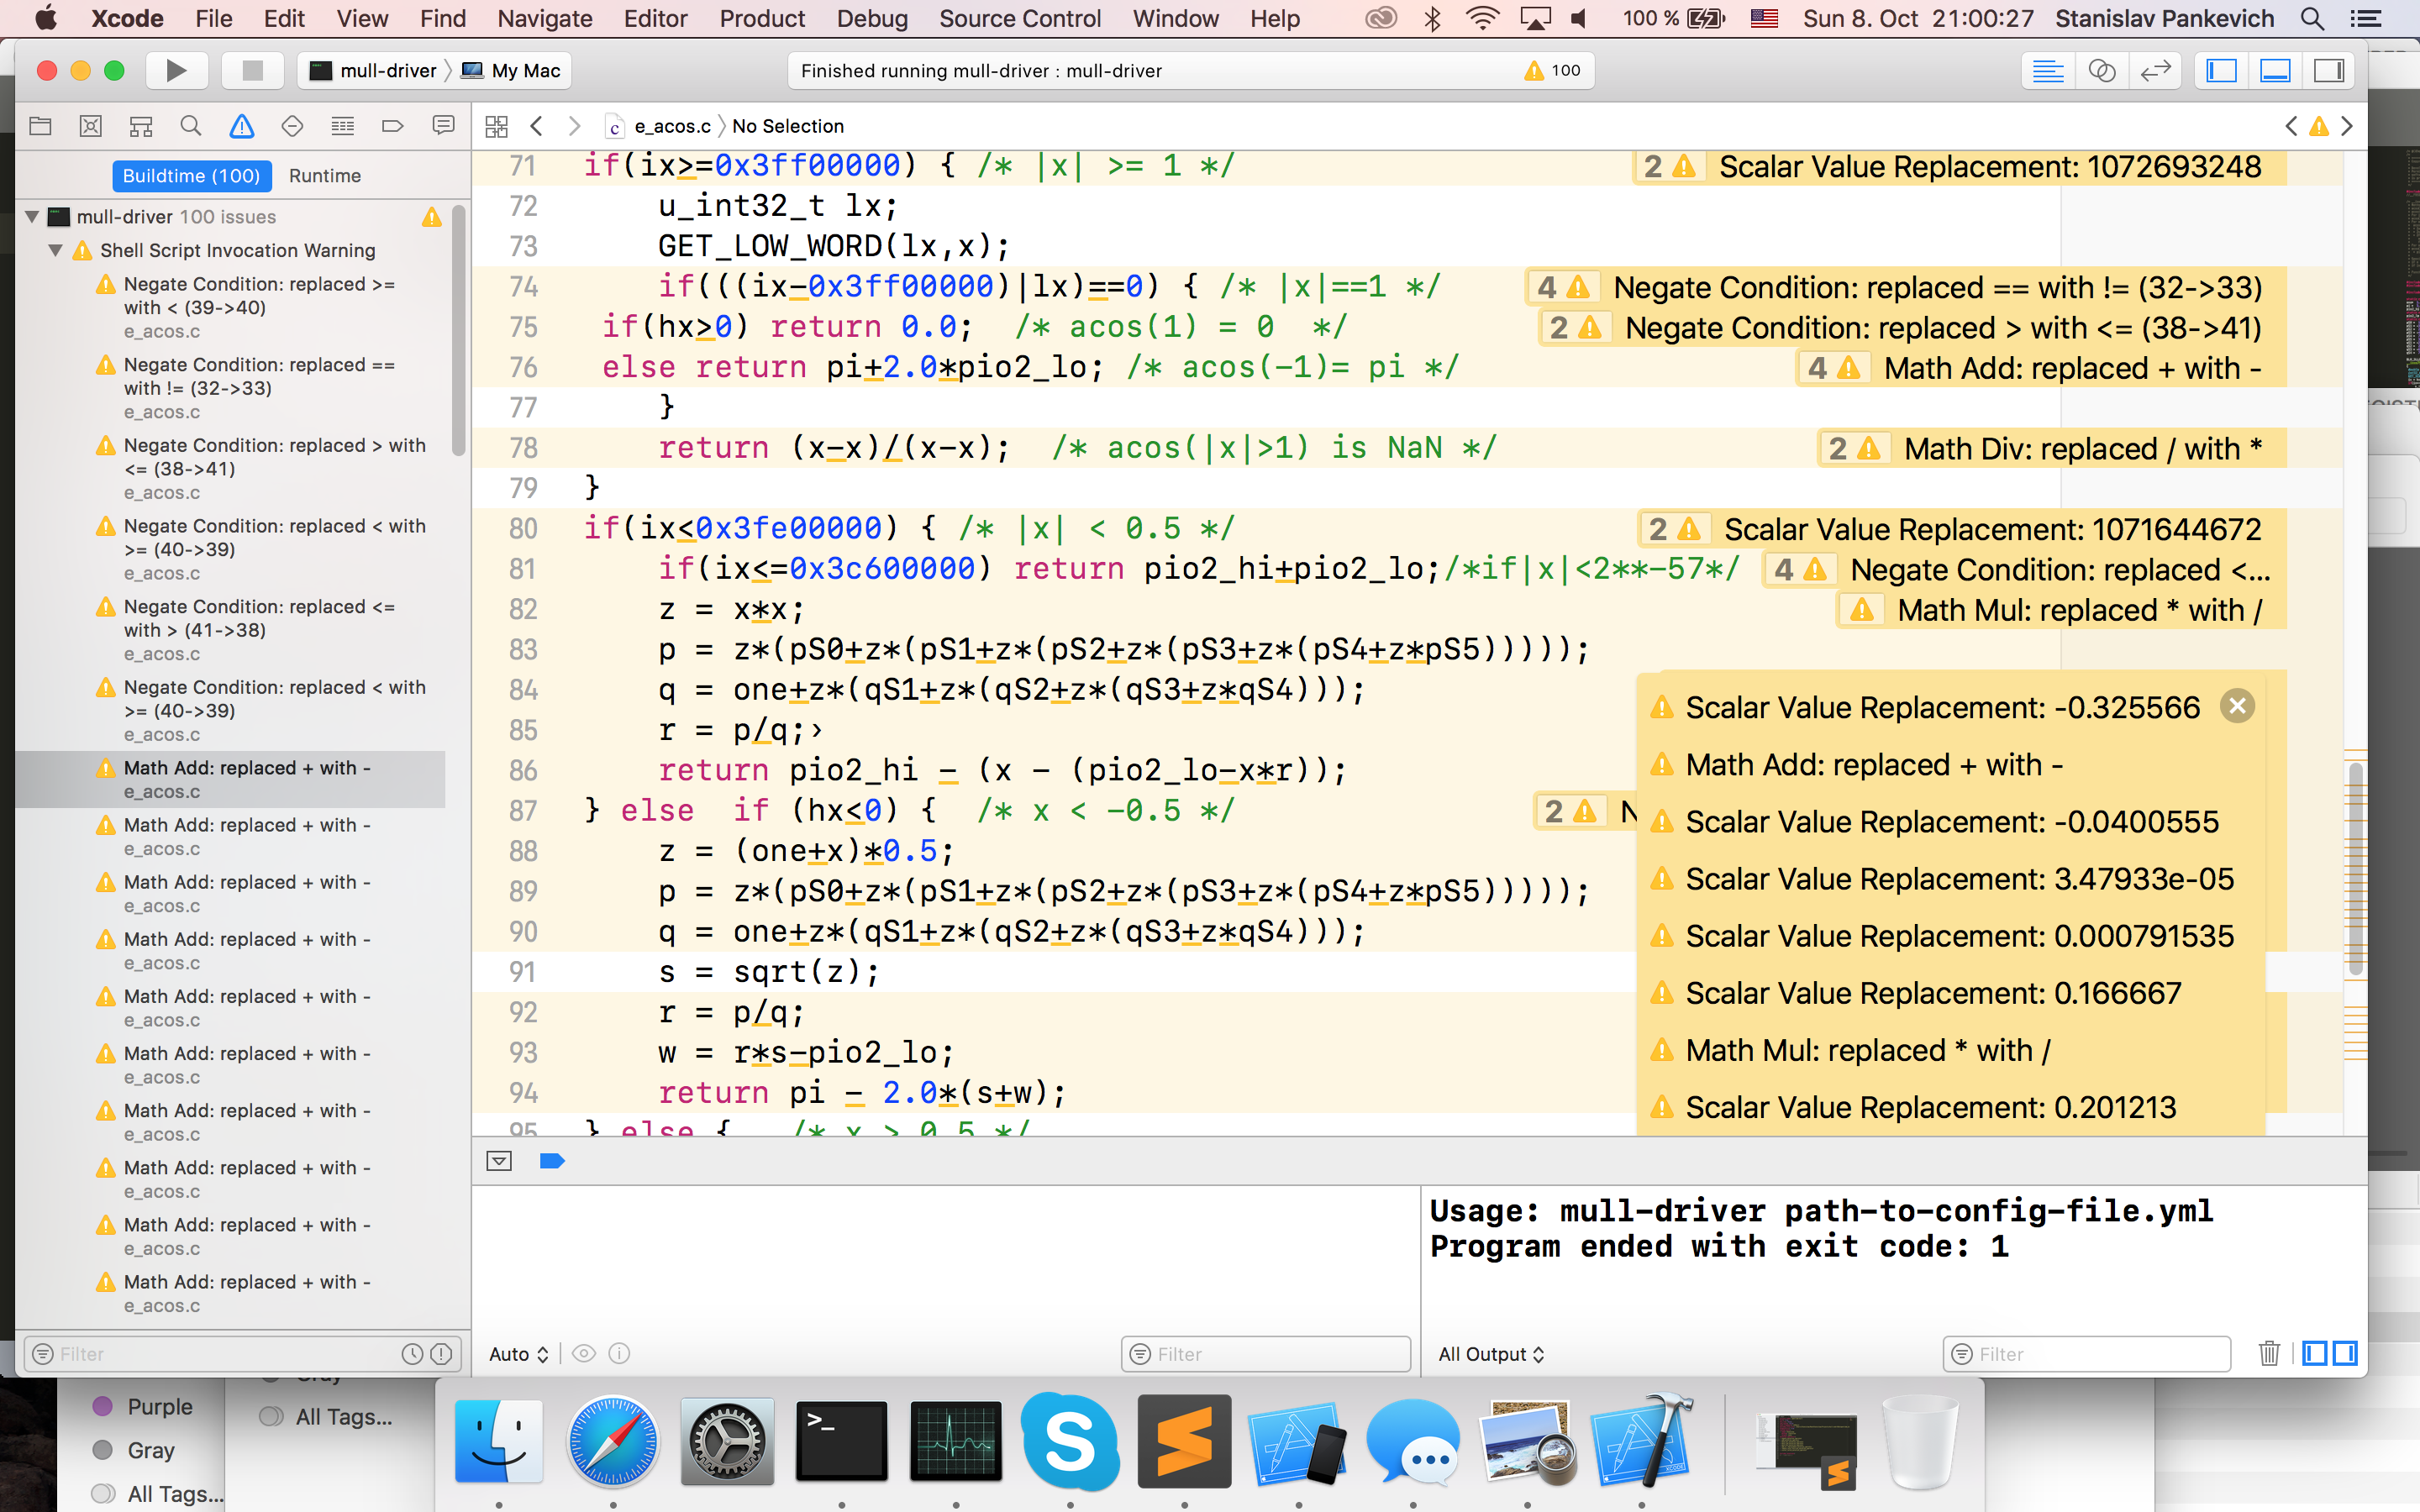 Xcode File Edit View Find Navigate Editor Product Debug Source Control Window Help 100 % Sun 8. Oct 21:00:27 Stanislav Pankevich
mull-driver My Mac
Finished running mull-driver : mull-driver 100
e_acos.c No Selection
Buildtime (100) Runtime
mull-driver 100 issues
Shell Script Invocation Warning
Negate Condition: replaced >=
with < (39->40)
e_acos.c
Negate Condition: replaced ==
with != (32->33)
e_acos.c
Negate Condition: replaced > with
<= (38->41)
e_acos.c
Negate Condition: replaced < with
>= (40->39)
e_acos.c
Negate Condition: replaced <=
with > (41->38)
e_acos.c
Negate Condition: replaced < with
>= (40->39)
e_acos.c
Math Add: replaced + with -
e_acos.c
Math Add: replaced + with -
e_acos.c
Math Add: replaced + with -
e_acos.c
Math Add: replaced + with -
e_acos.c
Math Add: replaced + with -
e_acos.c
Math Add: replaced + with -
e_acos.c
Math Add: replaced + with -
e_acos.c
Math Add: replaced + with -
e_acos.c
Math Add: replaced + with -
e_acos.c
Math Add: replaced + with -
e_acos.c
Filter
71 if(ix>=0x3ff00000) { /* |x| >= 1 */ 2 Scalar Value Replacement: 1072693248
72 u_int32_t lx;
73 GET_LOW_WORD(lx,x);
74 if(((ix-0x3ff00000)|lx)==0) { /* |x|==1 */ 4 Negate Condition: replaced == with != (32->33)
75 if(hx>0) return 0.0; /* acos(1) = 0 */ 2 Negate Condition: replaced > with <= (38->41)
76 else return pi+2.0*pio2_lo; /* acos(-1)= pi */ 4 Math Add: replaced + with -
77 }
78 return (x-x)/(x-x); /* acos(|x|>1) is NaN */ 2 Math Div: replaced / with *
79 }
80 if(ix<0x3fe00000) { /* |x| < 0.5 */ 2 Scalar Value Replacement: 1071644672
81 if(ix<=0x3c600000) return pio2_hi+pio2_lo;/*if|x|<2**-57*/ 4 Negate Condition: replaced <...
82 z = x*x; Math Mul: replaced * with /
83 p = z*(pS0+z*(pS1+z*(pS2+z*(pS3+z*(pS4+z*pS5)))));
84 q = one+z*(qS1+z*(qS2+z*(qS3+z*qS4)));
85 r = p/q;›
86 return pio2_hi - (x - (pio2_lo-x*r));
87 } else if (hx<0) { /* x < -0.5 */ 2 N
88 z = (one+x)*0.5;
89 p = z*(pS0+z*(pS1+z*(pS2+z*(pS3+z*(pS4+z*pS5)))));
90 q = one+z*(qS1+z*(qS2+z*(qS3+z*qS4)));
91 s = sqrt(z);
92 r = p/q;
93 w = r*s-pio2_lo;
94 return pi - 2.0*(s+w);
95 } else { /* x > 0.5 */
Scalar Value Replacement: -0.325566
Math Add: replaced + with -
Scalar Value Replacement: -0.0400555
Scalar Value Replacement: 3.47933e-05
Scalar Value Replacement: 0.000791535
Scalar Value Replacement: 0.166667
Math Mul: replaced * with /
Scalar Value Replacement: 0.201213
Usage: mull-driver path-to-config-file.yml
Program ended with exit code: 1
Auto Filter
All Output Filter
Purple
Gray
All Tags...
Gray
All Tags...